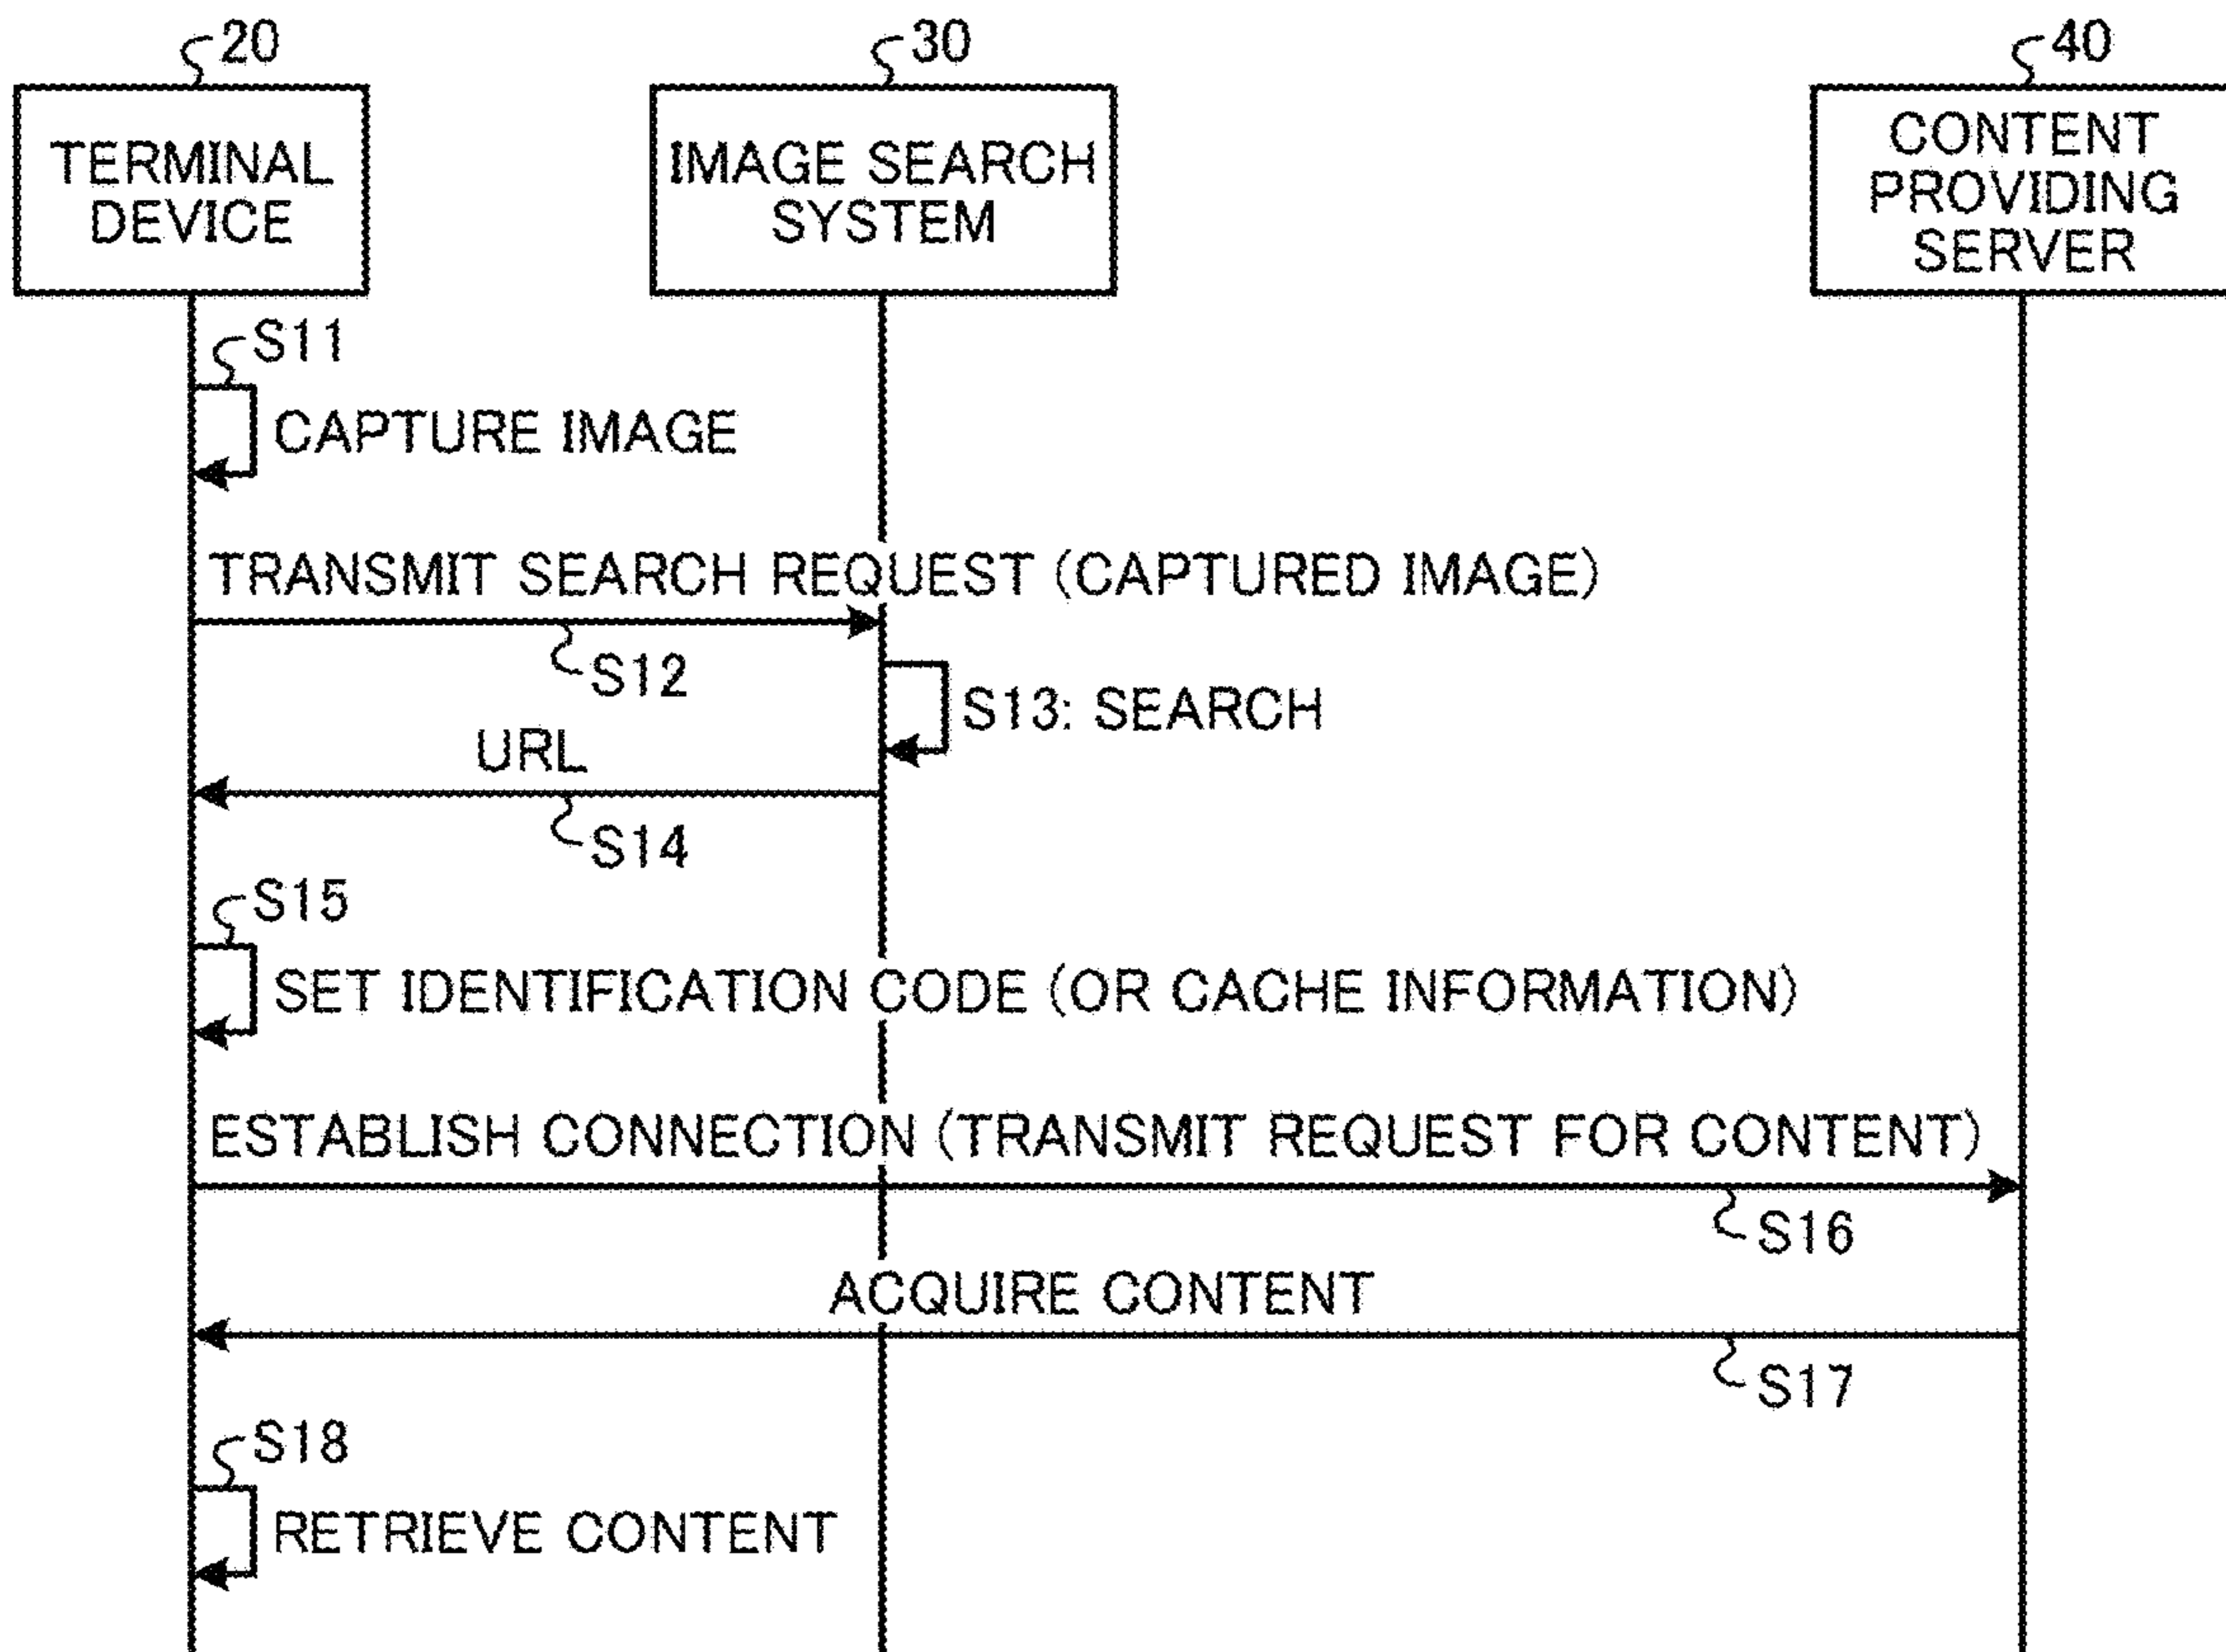 20
30
40
TERMINAL
DEVICE
IMAGE SEARCH
SYSTEM
CONTENT
PROVIDING
SERVER
S11
CAPTURE IMAGE
TRANSMIT SEARCH REQUEST (CAPTURED IMAGE)
S12
S13: SEARCH
URL
S14
S15
SET IDENTIFICATION CODE (OR CACHE INFORMATION)
ESTABLISH CONNECTION (TRANSMIT REQUEST FOR CONTENT)
S16
ACQUIRE CONTENT
S17
S18
RETRIEVE CONTENT